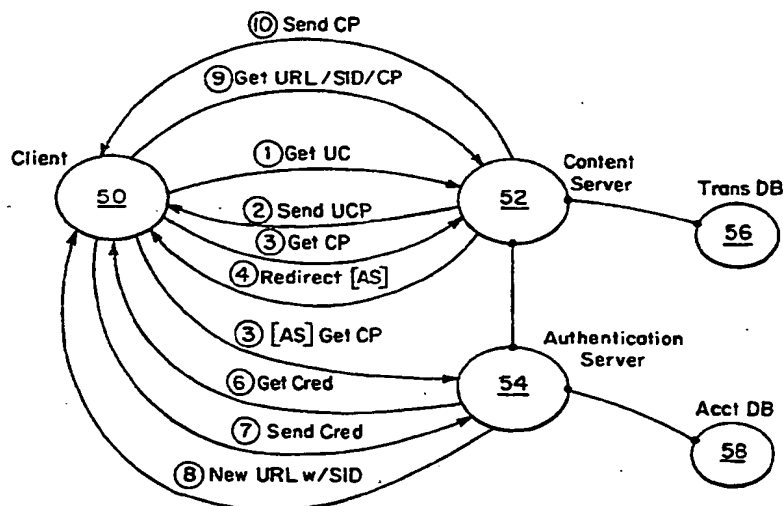 ⑩ Send CP
⑨ Get URL/SID/CP
Client
① Get UC
Content
Server
Trans DB
50
52
② Send UCP
56
③ Get CP
④ Redirect [AS]
③ [AS] Get CP
Authentication
Server
54
⑥ Get Cred
Acct DB
⑦ Send Cred
58
⑧ New URL w/SID